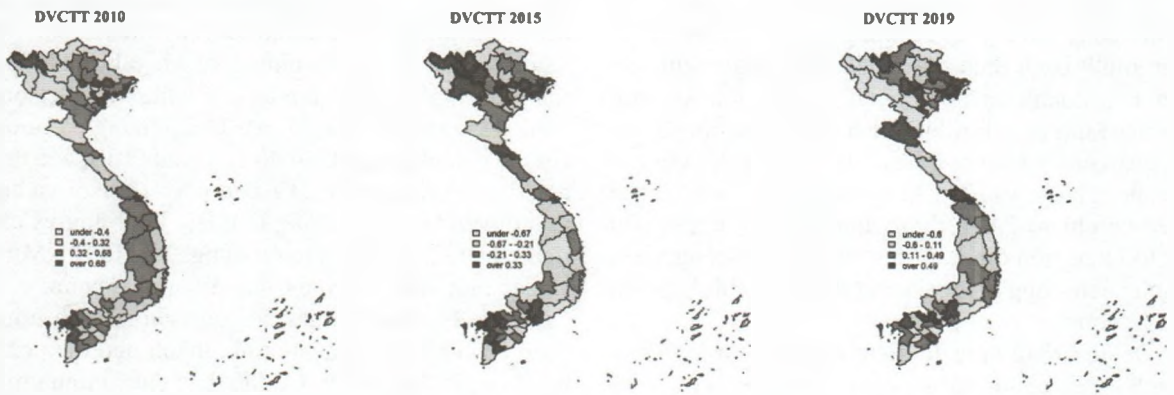 DVCTT 2010
under -0.4
-0.4 - 0.32
0.32 - 0.68
over 0.68
DVCTT 2015
under -0.67
-0.67 - -0.21
-0.21 - 0.33
over 0.33
DVCTT 2019
under -0.6
-0.6 - 0.11
0.11 - 0.49
over 0.49